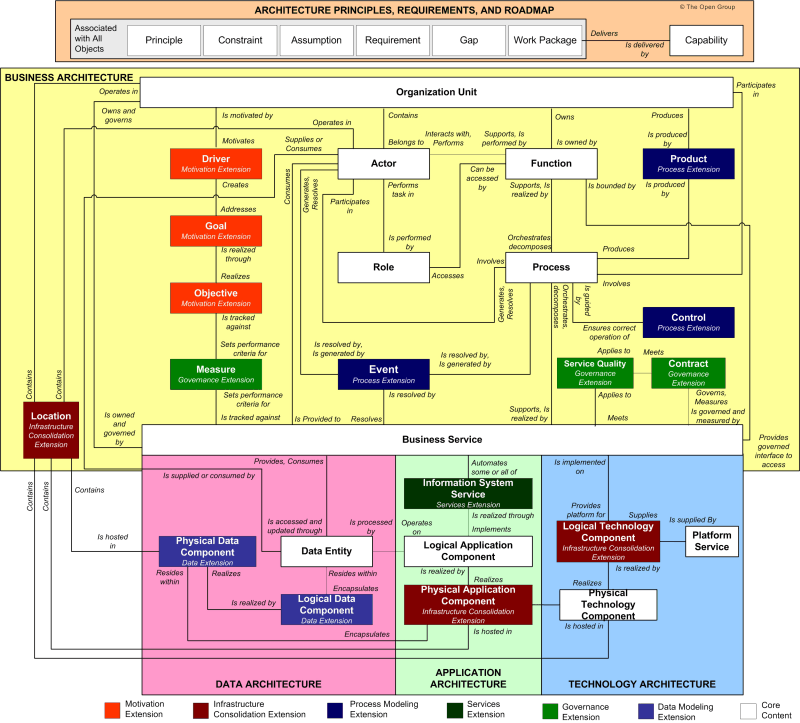 ARCHITECTURE PRINCIPLES, REQUIREMENTS, AND ROADMAP
© The Open Group
Associated
with All
Objects
Principle
Constraint
Assumption
Requirement
Gap
Work Package
Delivers
Is delivered
by
Capability
BUSINESS ARCHITECTURE
Operates in
Organization Unit
Participates
in
Owns and
governs
Operates in
Is motivated by
Contains
Owns
Produces
Motivates
Supplies or
Consumes
Belongs to
Interacts with,
Performs
Supports, Is
performed by
Is owned by
Is produced
by
Driver
Motivation Extension
Actor
Function
Product
Process Extension
Creates
Consumes
Generates,
Resolves
Participates
in
Performs
task in
Can be
accessed
by
Supports, Is
realized by
Is bounded by
Is produced
by
Addresses
Goal
Motivation Extension
Is realized
through
Is performed
by
Orchestrates
decomposes
Produces
Realizes
Role
Accesses
Involves
Process
Involves
Objective
Motivation Extension
Is tracked
against
Generates,
Resolves
Orchestrates,
decomposes
Is guided
by
Control
Process Extension
Ensures correct
operation of
Sets performance
criteria for
Is resolved by,
Is generated by
Is resolved by,
Is generated by
Applies to
Meets
Measure
Governance Extension
Event
Process Extension
Service Quality
Governance
Extension
Contract
Governance
Extension
Contains
Contains
Sets performance
criteria for
Is resolved by
Applies to
Governs,
Measures
Location
Infrastructure
Consolidation
Extension
Is owned
and
governed
by
Is tracked against
Is Provided to
Resolves
Supports, Is
realized by
Meets
Is governed and
measured by
Business Service
Provides
governed
interface to
access
Contains
Contains
Contains
Provides, Consumes
Is supplied or consumed by
Automates
some or all of
Is implemented
on
Information System
Service
Services Extension
Is accessed and
updated through
Is processed
by
Operates
on
Is realized through
Implements
Provides
platform for
Supplies
Is supplied By
Is hosted
in
Physical Data
Component
Data Extension
Data Entity
Logical Application
Component
Logical Technology
Component
Infrastructure Consolidation
Extension
Platform
Service
Resides
within
Realizes
Resides within
Is realized by
Is realized by
Encapsulates
Realizes
Realizes
Is realized by
Logical Data
Component
Data Extension
Physical Application
Component
Infrastructure Consolidation
Extension
Physical
Technology
Component
Encapsulates
Is hosted in
Is hosted in
DATA ARCHITECTURE
APPLICATION
ARCHITECTURE
TECHNOLOGY ARCHITECTURE
Motivation
Extension
Infrastructure
Consolidation Extension
Process Modeling
Extension
Services
Extension
Governance
Extension
Data Modeling
Extension
Core
Content